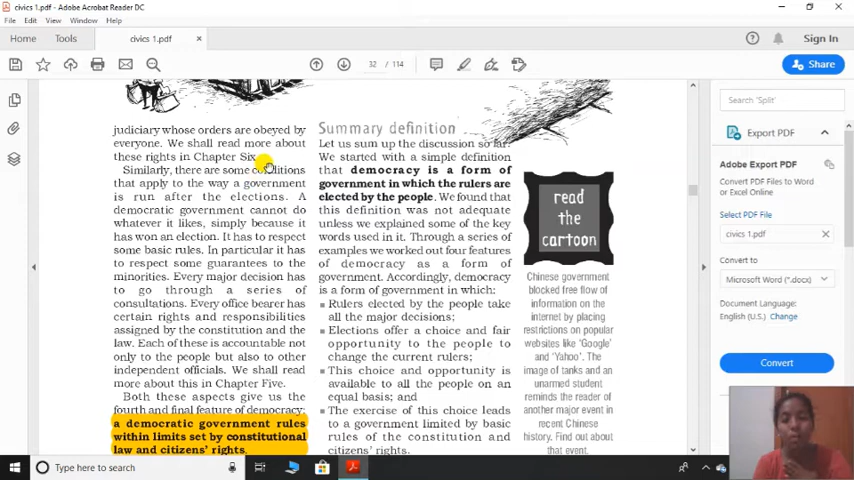 civics 1.pdf - Adobe Acrobat Reader DC
File Edit View Window Help
Home Tools civics 1.pdf × Sign In
32 / 114
Share
judiciary whose orders are obeyed by
everyone. We shall read more about
these rights in Chapter Six.
Similarly, there are some conditions
that apply to the way a government
is run after the elections. A
democratic government cannot do
whatever it likes, simply because it
has won an election. It has to respect
some basic rules. In particular it has
to respect some guarantees to the
minorities. Every major decision has
to go through a series of
consultations. Every office bearer has
certain rights and responsibilities
assigned by the constitution and the
law. Each of these is accountable not
only to the people but also to other
independent officials. We shall read
more about this in Chapter Five.
Both these aspects give us the
fourth and final feature of democracy:
a democratic government rules
within limits set by constitutional
law and citizens' rights.
Summary definition
Let us sum up the discussion so far.
We started with a simple definition
that democracy is a form of
government in which the rulers are
elected by the people. We found that
this definition was not adequate
unless we explained some of the key
words used in it. Through a series of
examples we worked out four features
of democracy as a form of
government. Accordingly, democracy
is a form of government in which:
■ Rulers elected by the people take
all the major decisions;
■ Elections offer a choice and fair
opportunity to the people to
change the current rulers;
■ This choice and opportunity is
available to all the people on an
equal basis; and
■ The exercise of this choice leads
to a government limited by basic
rules of the constitution and
citizens' rights.
read
the
cartoon
Chinese government
blocked free flow of
information on the
internet by placing
restrictions on popular
websites like 'Google'
and 'Yahoo'. The
image of tanks and an
unarmed student
reminds the reader of
another major event in
recent Chinese
history. Find out about
that event.
Search 'Split'
Export PDF
Adobe Export PDF
Convert PDF Files to Word
or Excel Online
Select PDF File
civics 1.pdf ×
Convert to
Microsoft Word (*.docx)
Document Language:
English (U.S.) Change
Convert
Type here to search